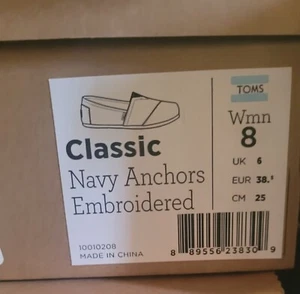 TOMS
Wmn
8
Classic
Navy Anchors
Embroidered
UK 6
EUR 38.⁵
CM 25
10010208
MADE IN CHINA
8 89556 23830 9